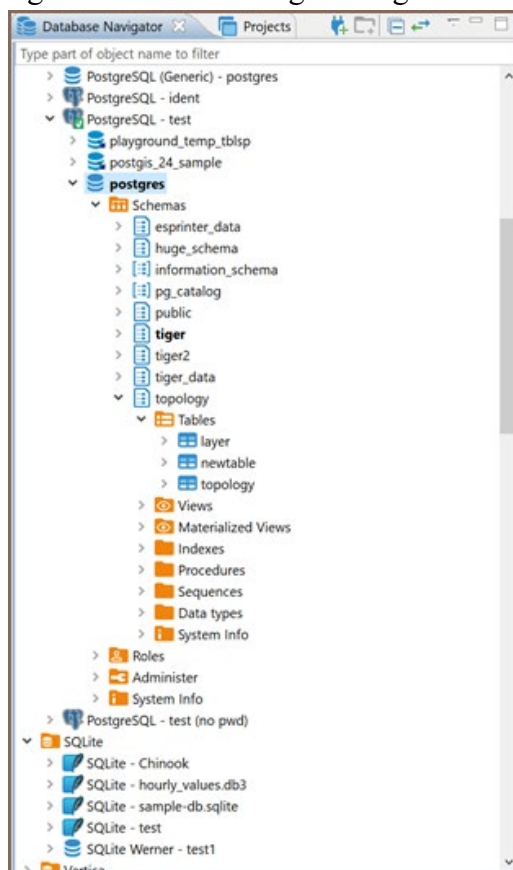 Database Navigator Projects
Type part of object name to filter
PostgreSQL (Generic) - postgres
PostgreSQL - ident
PostgreSQL - test
playground_temp_tblsp
postgis_24_sample
postgres
Schemas
esprinter_data
huge_schema
information_schema
pg_catalog
public
tiger
tiger2
tiger_data
topology
Tables
layer
newtable
topology
Views
Materialized Views
Indexes
Procedures
Sequences
Data types
System Info
Roles
Administer
System Info
PostgreSQL - test (no pwd)
SQLite
SQLite - Chinook
SQLite - hourly_values.db3
SQLite - sample-db.sqlite
SQLite - test
SQLite Werner - test1